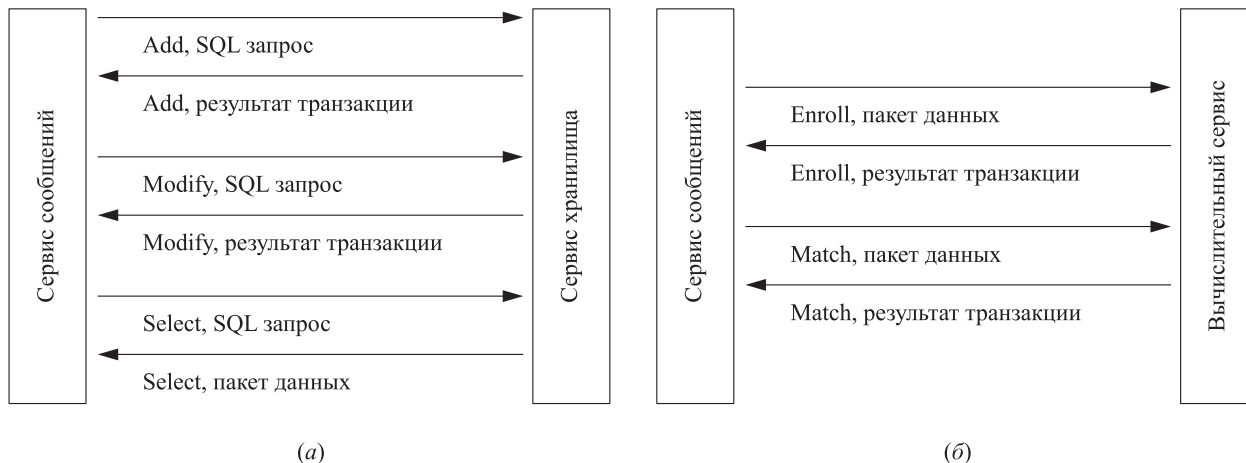 Сервис сообщений
Add, SQL запрос
Add, результат транзакции
Modify, SQL запрос
Modify, результат транзакции
Select, SQL запрос
Select, пакет данных
Сервис хранилища
(а)
Сервис сообщений
Enroll, пакет данных
Enroll, результат транзакции
Match, пакет данных
Match, результат транзакции
Вычислительный сервис
(б)